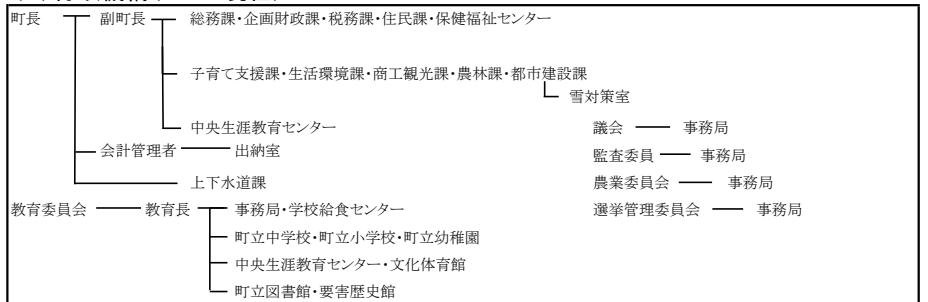 町長 副町長 総務課・企画財政課・税務課・住民課・保健福祉センター
子育て支援課・生活環境課・商工観光課・農林課・都市建設課
雪対策室
中央生涯教育センター 議会 事務局
会計管理者 出納室 監査委員 事務局
上下水道課 農業委員会 事務局
教育委員会 教育長 事務局・学校給食センター 選挙管理委員会 事務局
町立中学校・町立小学校・町立幼稚園
中央生涯教育センター・文化体育館
町立図書館・要害歴史館